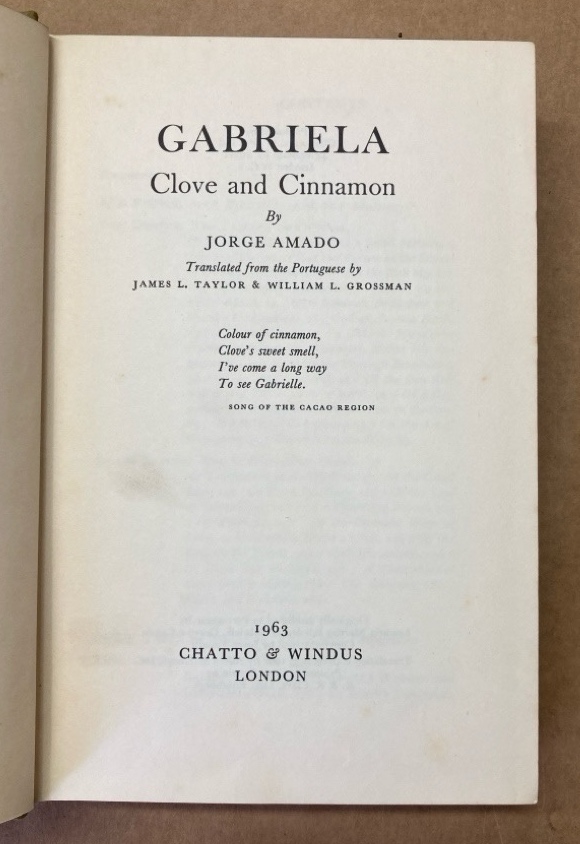 GABRIELA
Clove and Cinnamon
By
JORGE AMADO
Translated from the Portuguese by
JAMES L. TAYLOR & WILLIAM L. GROSSMAN
Colour of cinnamon,
Clove's sweet smell,
I've come a long way
To see Gabrielle.
SONG OF THE CACAO REGION
1963
CHATTO & WINDUS
LONDON